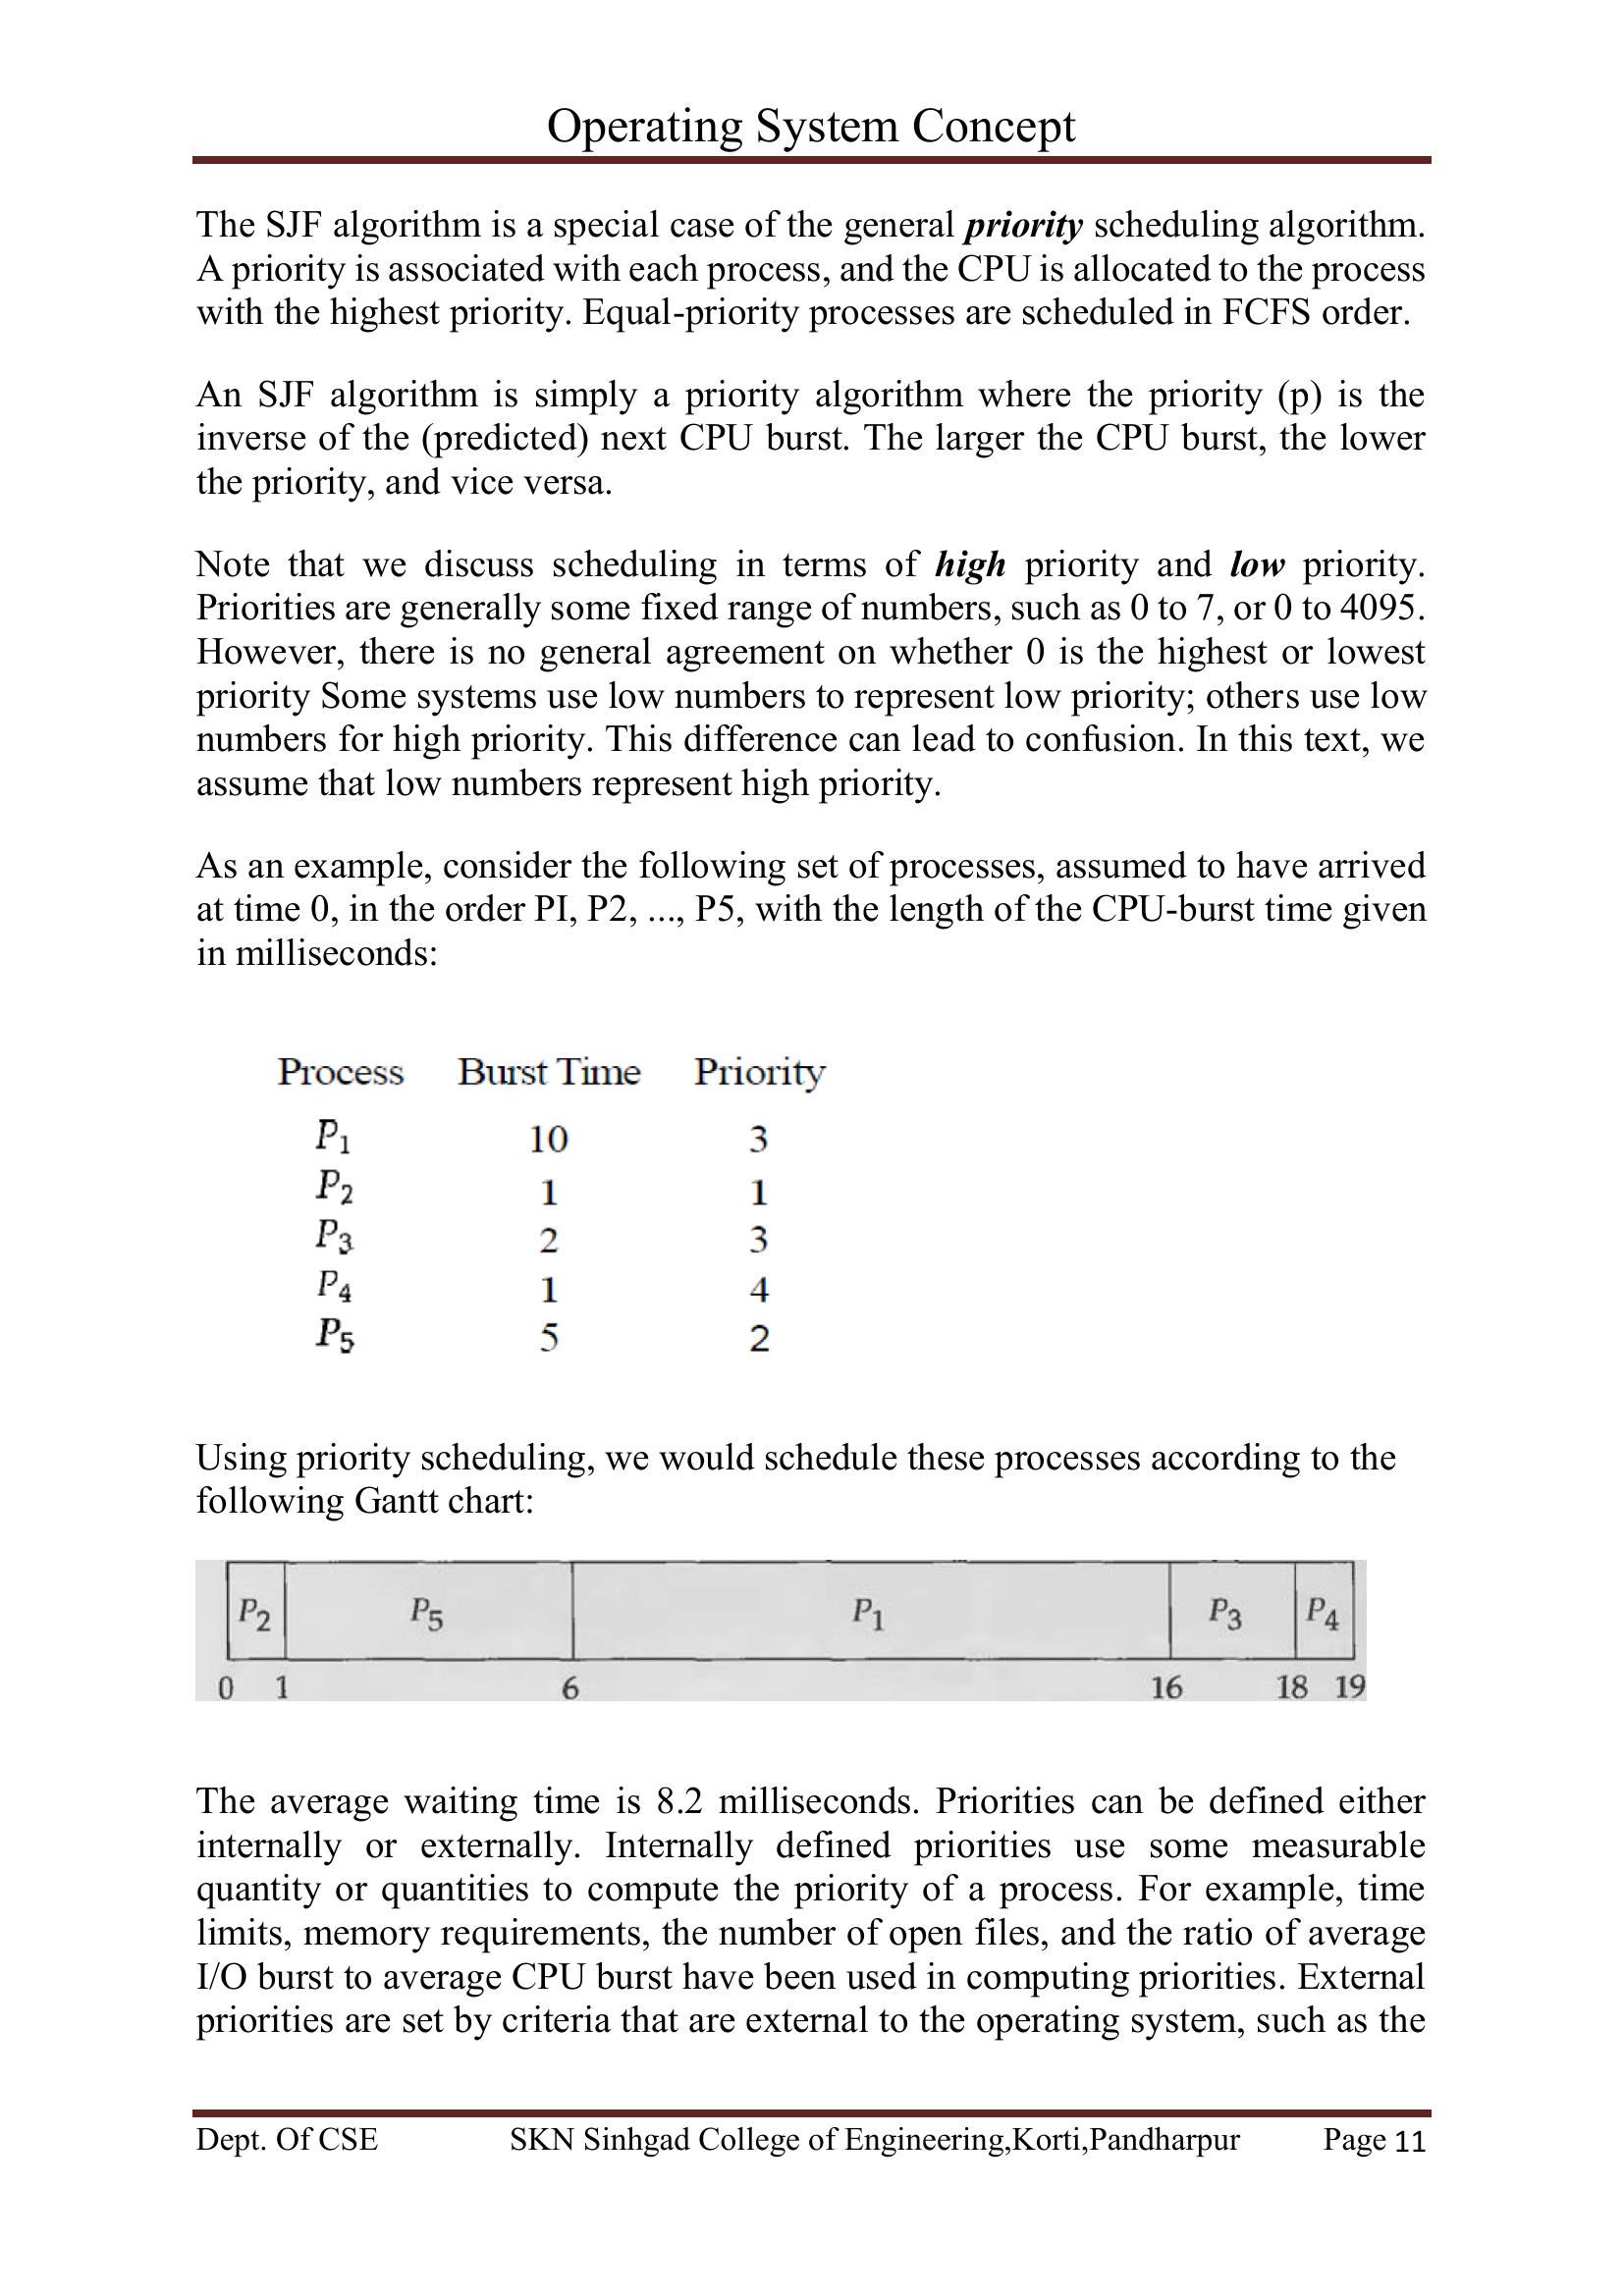 Operating System Concept
The SJF algorithm is a special case of the general priority scheduling algorithm.
A priority is associated with each process, and the CPU is allocated to the process
with the highest priority. Equal-priority processes are scheduled in FCFS order.
An SJF algorithm is simply a priority algorithm where the priority (p) is the
inverse of the (predicted) next CPU burst. The larger the CPU burst, the lower
the priority, and vice versa.
Note that we discuss scheduling in terms of high priority and low priority.
Priorities are generally some fixed range of numbers, such as 0 to 7, or 0 to 4095.
However, there is no general agreement on whether 0 is the highest or lowest
priority Some systems use low numbers to represent low priority; others use low
numbers for high priority. This difference can lead to confusion. In this text, we
assume that low numbers represent high priority.
As an example, consider the following set of processes, assumed to have arrived
at time 0, in the order PI, P2, ..., P5, with the length of the CPU-burst time given
in milliseconds:
Process Burst Time Priority
P1 10 3
P2 1 1
P3 2 3
P4 1 4
P5 5 2
Using priority scheduling, we would schedule these processes according to the
following Gantt chart:
P2 P5 P1 P3 P4
0 1 6 16 18 19
The average waiting time is 8.2 milliseconds. Priorities can be defined either
internally or externally. Internally defined priorities use some measurable
quantity or quantities to compute the priority of a process. For example, time
limits, memory requirements, the number of open files, and the ratio of average
I/O burst to average CPU burst have been used in computing priorities. External
priorities are set by criteria that are external to the operating system, such as the
Dept. Of CSE SKN Sinhgad College of Engineering,Korti,Pandharpur Page 11